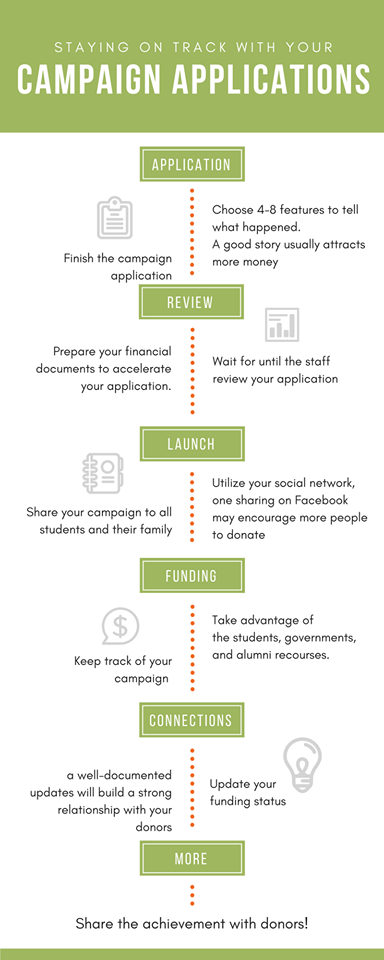 STAYING ON TRACK WITH YOUR
CAMPAIGN APPLICATIONS
APPLICATION
Finish the campaign
application
Choose 4-8 features to tell
what happened.
A good story usually attracts
more money
REVIEW
Prepare your financial
documents to accelerate
your application.
Wait for until the staff
review your application
LAUNCH
Share your campaign to all
students and their family
Utilize your social network,
one sharing on Facebook
may encourage more people
to donate
FUNDING
Keep track of your
campaign
Take advantage of
the students, governments,
and alumni recourses.
CONNECTIONS
a well-documented
updates will build a strong
relationship with your
donors
Update your
funding status
MORE
Share the achievement with donors!